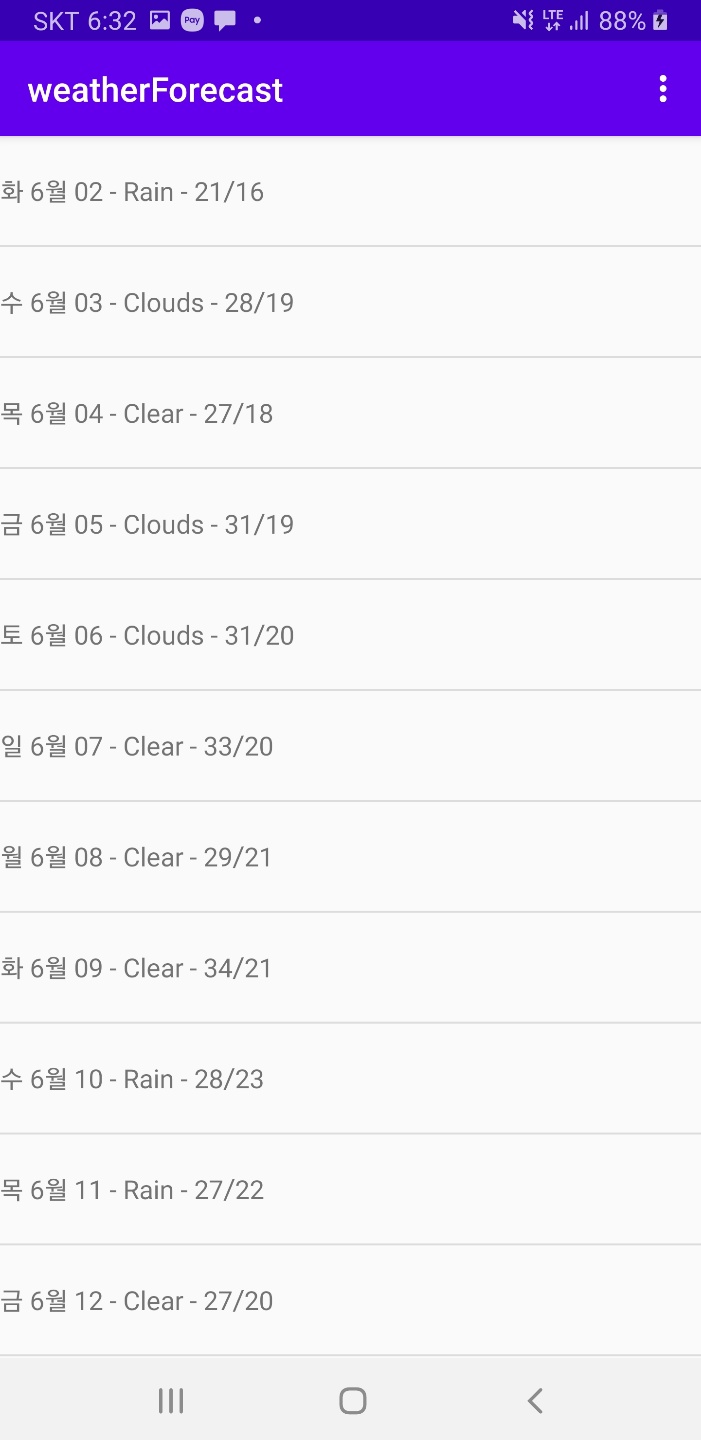 SKT 6:32 Pay LTE 88%
weatherForecast
화 6월 02 - Rain - 21/16
수 6월 03 - Clouds - 28/19
목 6월 04 - Clear - 27/18
금 6월 05 - Clouds - 31/19
토 6월 06 - Clouds - 31/20
일 6월 07 - Clear - 33/20
월 6월 08 - Clear - 29/21
화 6월 09 - Clear - 34/21
수 6월 10 - Rain - 28/23
목 6월 11 - Rain - 27/22
금 6월 12 - Clear - 27/20